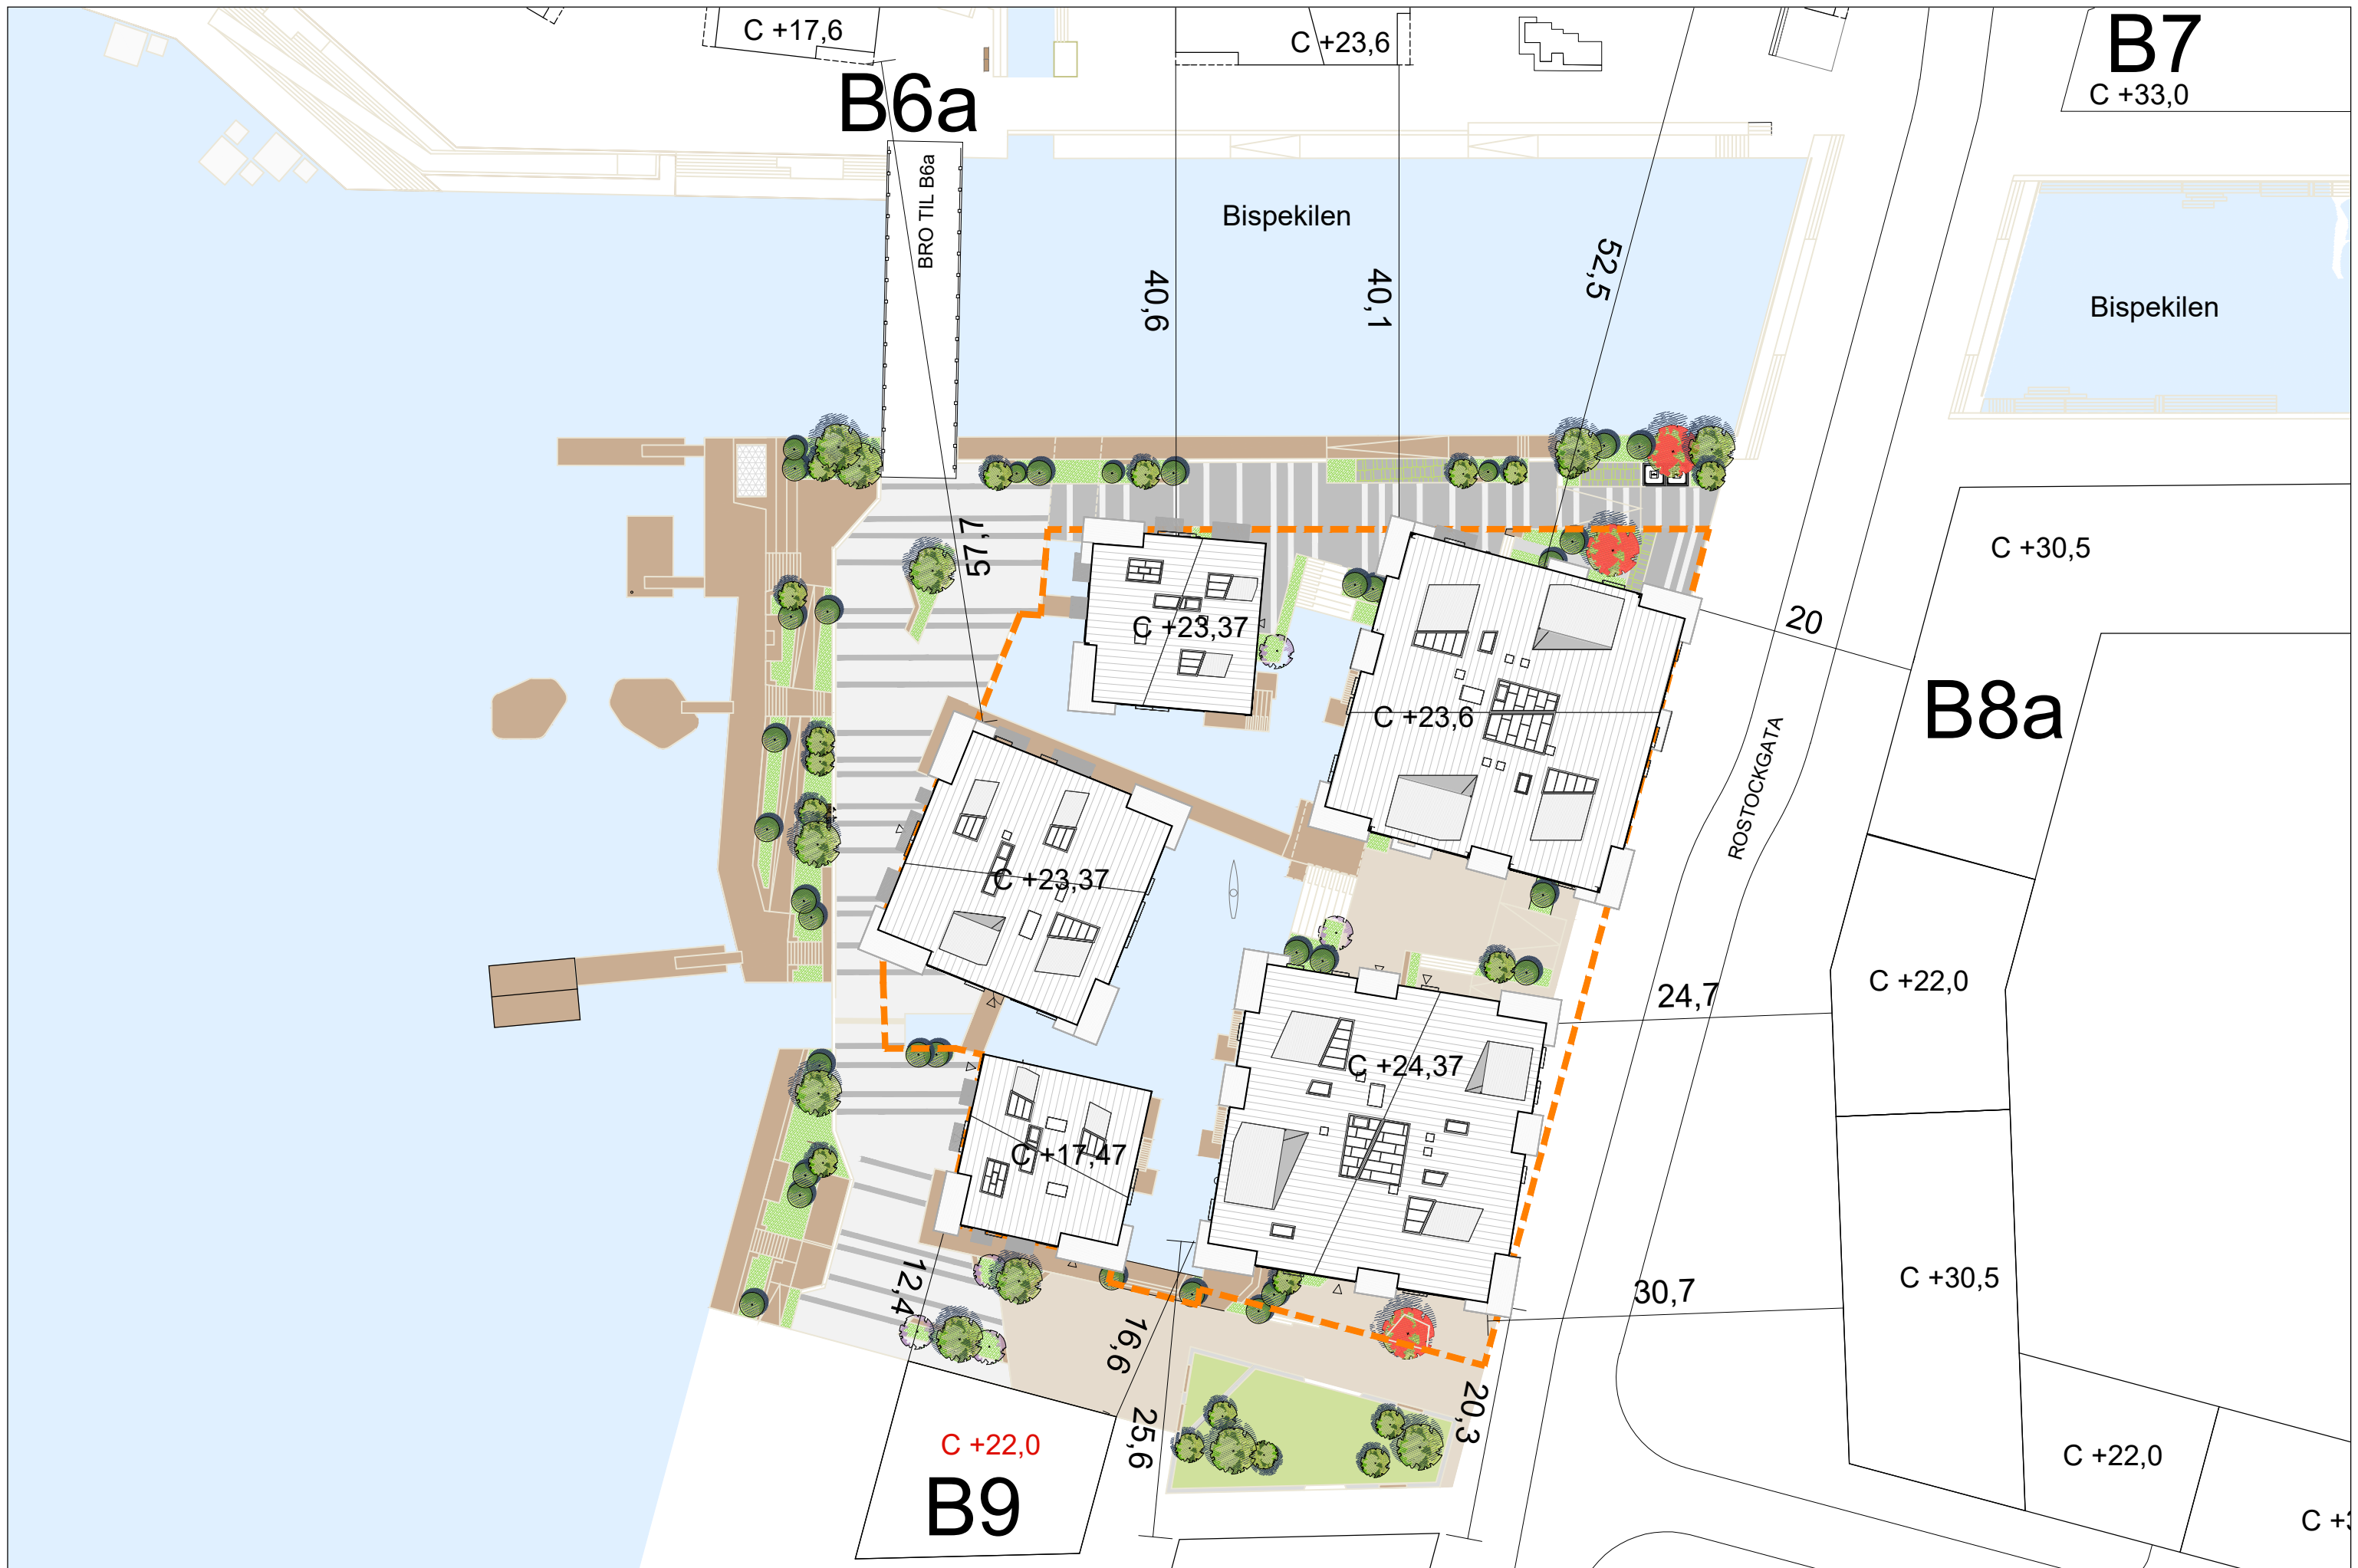 C +17,6
C +23,6
B7
C +33,0
B6a
BRO TIL B6a
Bispekilen
Bispekilen
40,6
40,1
52,5
57,7
C +30,5
20
C +23,37
C +23,6
B8a
ROSTOCKGATA
C +23,37
C +22,0
24,7
C +24,37
C +17,47
C +30,5
30,7
12,4
16,6
25,6
20,3
C +22,0
B9
C +22,0